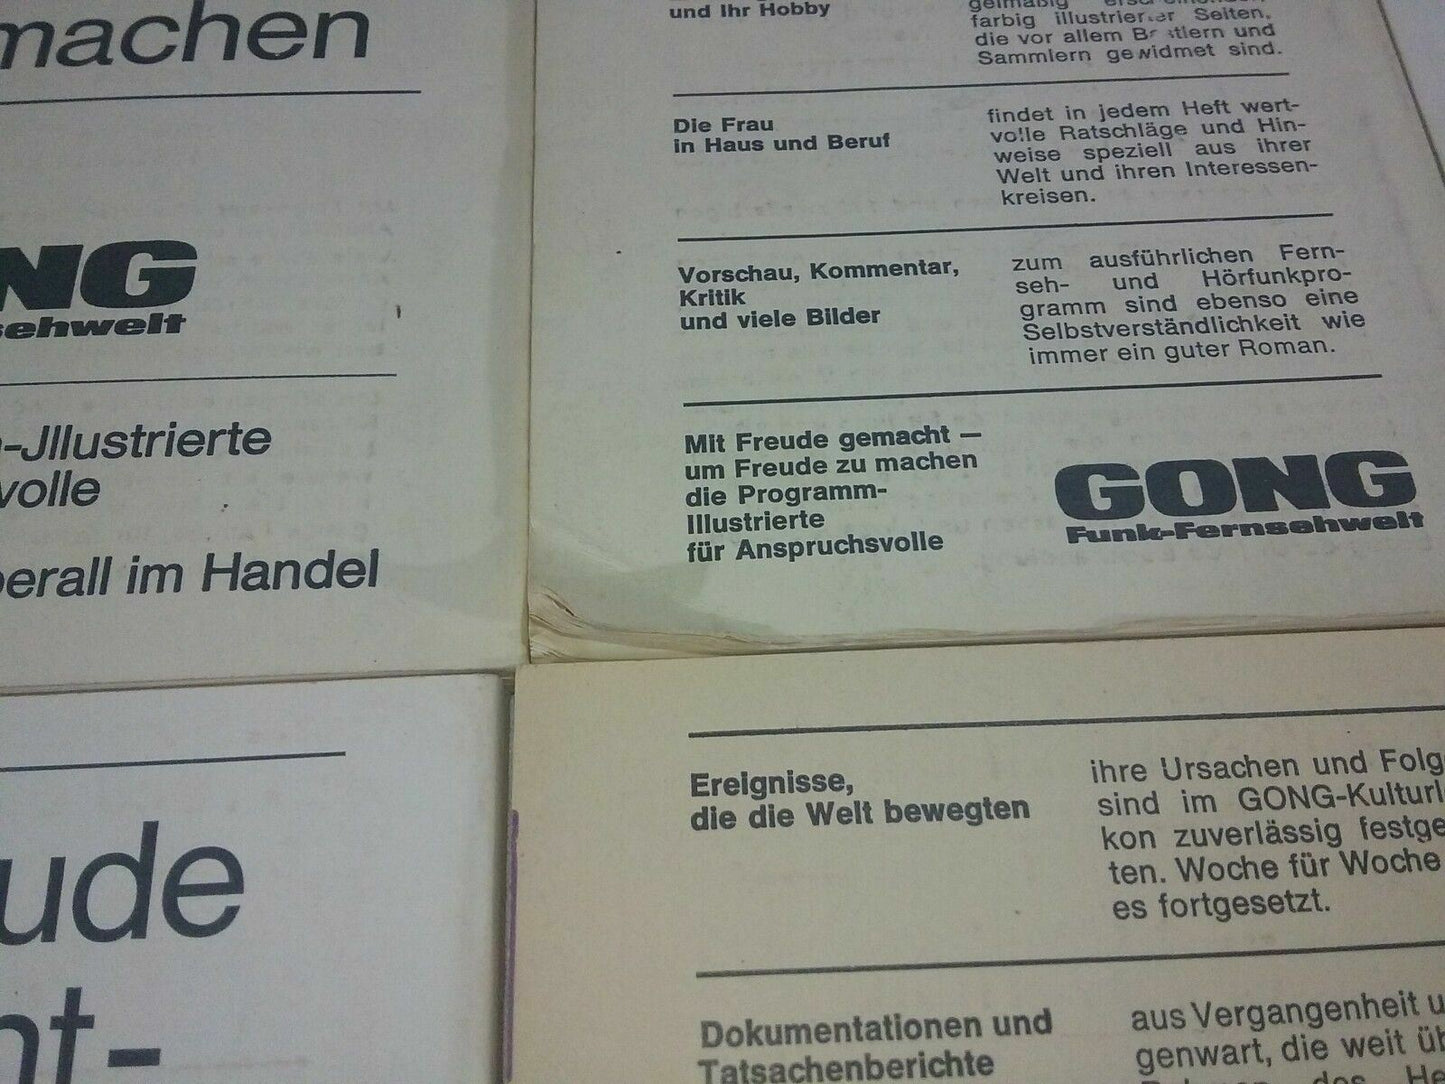 machen
NG
sehwelt
-Jllustrierte
volle
berall im Handel
und Ihr Hobby
farbig illustrierter Seiten,
die vor allem Bastlern und
Sammlern gewidmet sind.
Die Frau
in Haus und Beruf
findet in jedem Heft wert-
volle Ratschläge und Hin-
weise speziell aus ihrer
Welt und ihren Interessen-
kreisen.
Vorschau, Kommentar,
Kritik
und viele Bilder
zum ausführlichen Fern-
seh- und Hörfunkpro-
gramm sind ebenso eine
Selbstverständlichkeit wie
immer ein guter Roman.
Mit Freude gemacht —
um Freude zu machen
die Programm-
Illustrierte
für Anspruchsvolle
GONG
Funk-Fernsehwelt
ude
nt-
Ereignisse,
die die Welt bewegten
ihre Ursachen und Folg
sind im GONG-Kulturl
kon zuverlässig festge
ten. Woche für Woche
es fortgesetzt.
Dokumentationen und
Tatsachenberichte
aus Vergangenheit u
genwart, die weit üb
des He